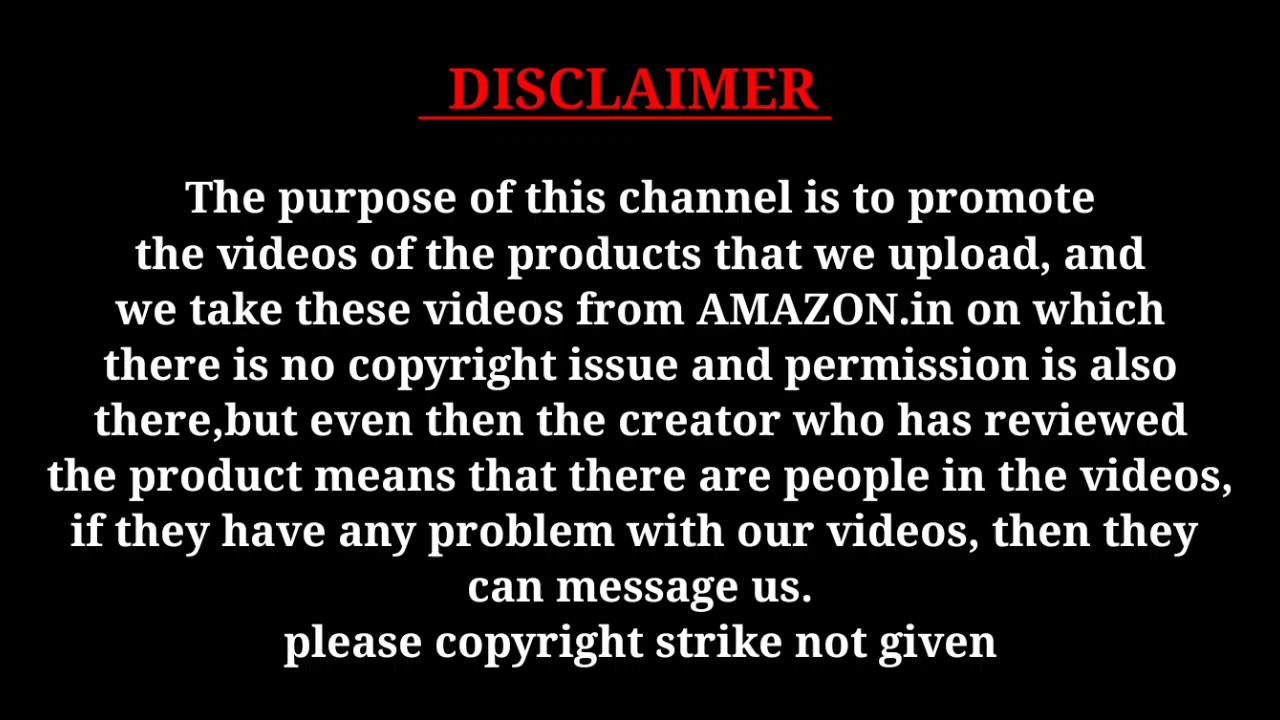 DISCLAIMER
The purpose of this channel is to promote
the videos of the products that we upload, and
we take these videos from AMAZON.in on which
there is no copyright issue and permission is also
there,but even then the creator who has reviewed
the product means that there are people in the videos,
if they have any problem with our videos, then they
can message us.
please copyright strike not given